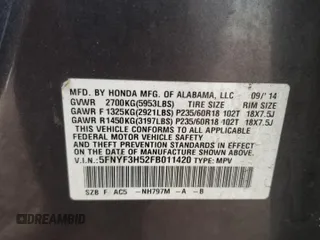 MFD. BY HONDA MFG. OF ALABAMA, LLC 09/'14
GVWR 2700KG(5953LBS) TIRE SIZE RIM SIZE
GAWR F 1325KG(2921LBS) P235/60R18 102T 18X7.5J
GAWR R1450KG(3197LBS) P235/60R18 102T 18X7.5J
THIS VEHICLE CONFORMS TO ALL APPLICABLE
FEDERAL MOTOR VEHICLE SAFETY
AND THEFT PREVENTION STANDARDS IN EFFECT ON
THE DATE OF MANUFACTURE SHOWN ABOVE.
V.I.N.:5FNYF3H52FB011420 TYPE: MPV
SZB F. AC5 -NH797M-A -B
DREAMBID